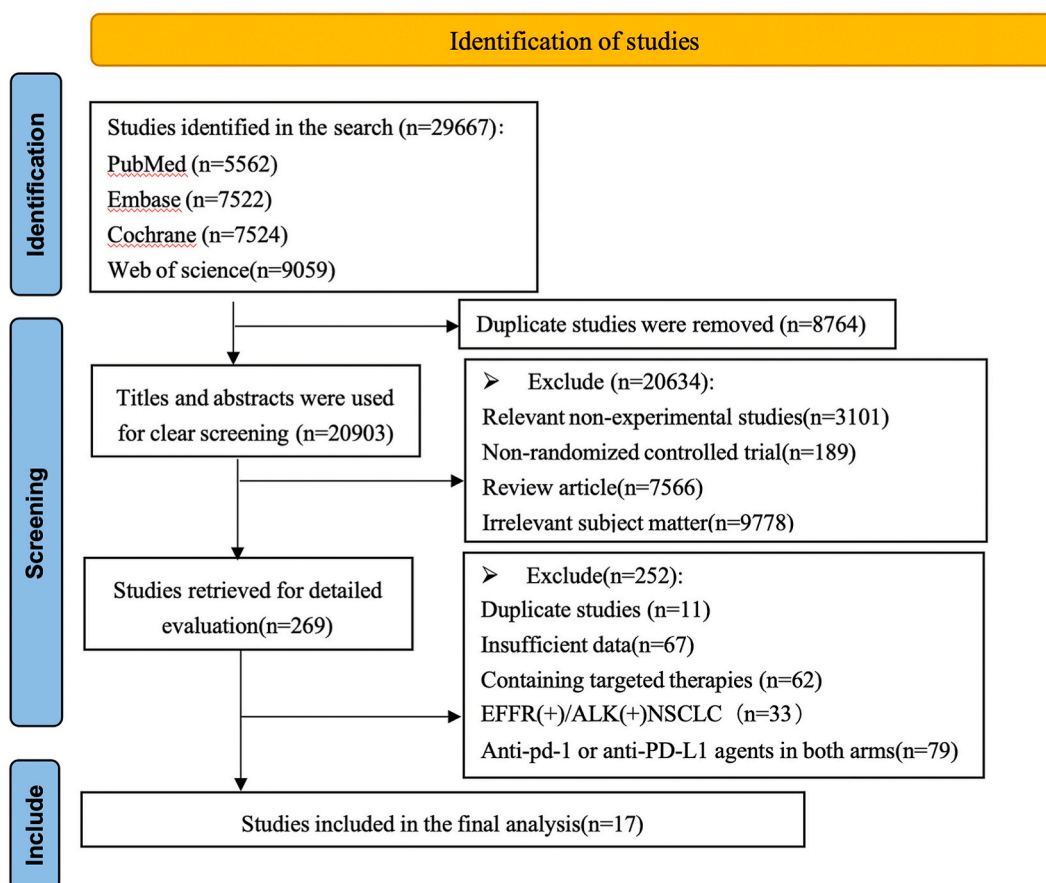 Identification of studies
Identification
Studies identified in the search (n=29667):
PubMed (n=5562)
Embase (n=7522)
Cochrane (n=7524)
Web of science(n=9059)
Screening
Duplicate studies were removed (n=8764)
Titles and abstracts were used
for clear screening (n=20903)
➤ Exclude (n=20634):
Relevant non-experimental studies(n=3101)
Non-randomized controlled trial(n=189)
Review article(n=7566)
Irrelevant subject matter(n=9778)
Studies retrieved for detailed
evaluation(n=269)
➤ Exclude(n=252):
Duplicate studies (n=11)
Insufficient data(n=67)
Containing targeted therapies (n=62)
EFFR(+)/ALK(+)NSCLC（n=33）
Anti-pd-1 or anti-PD-L1 agents in both arms(n=79)
Include
Studies included in the final analysis(n=17)